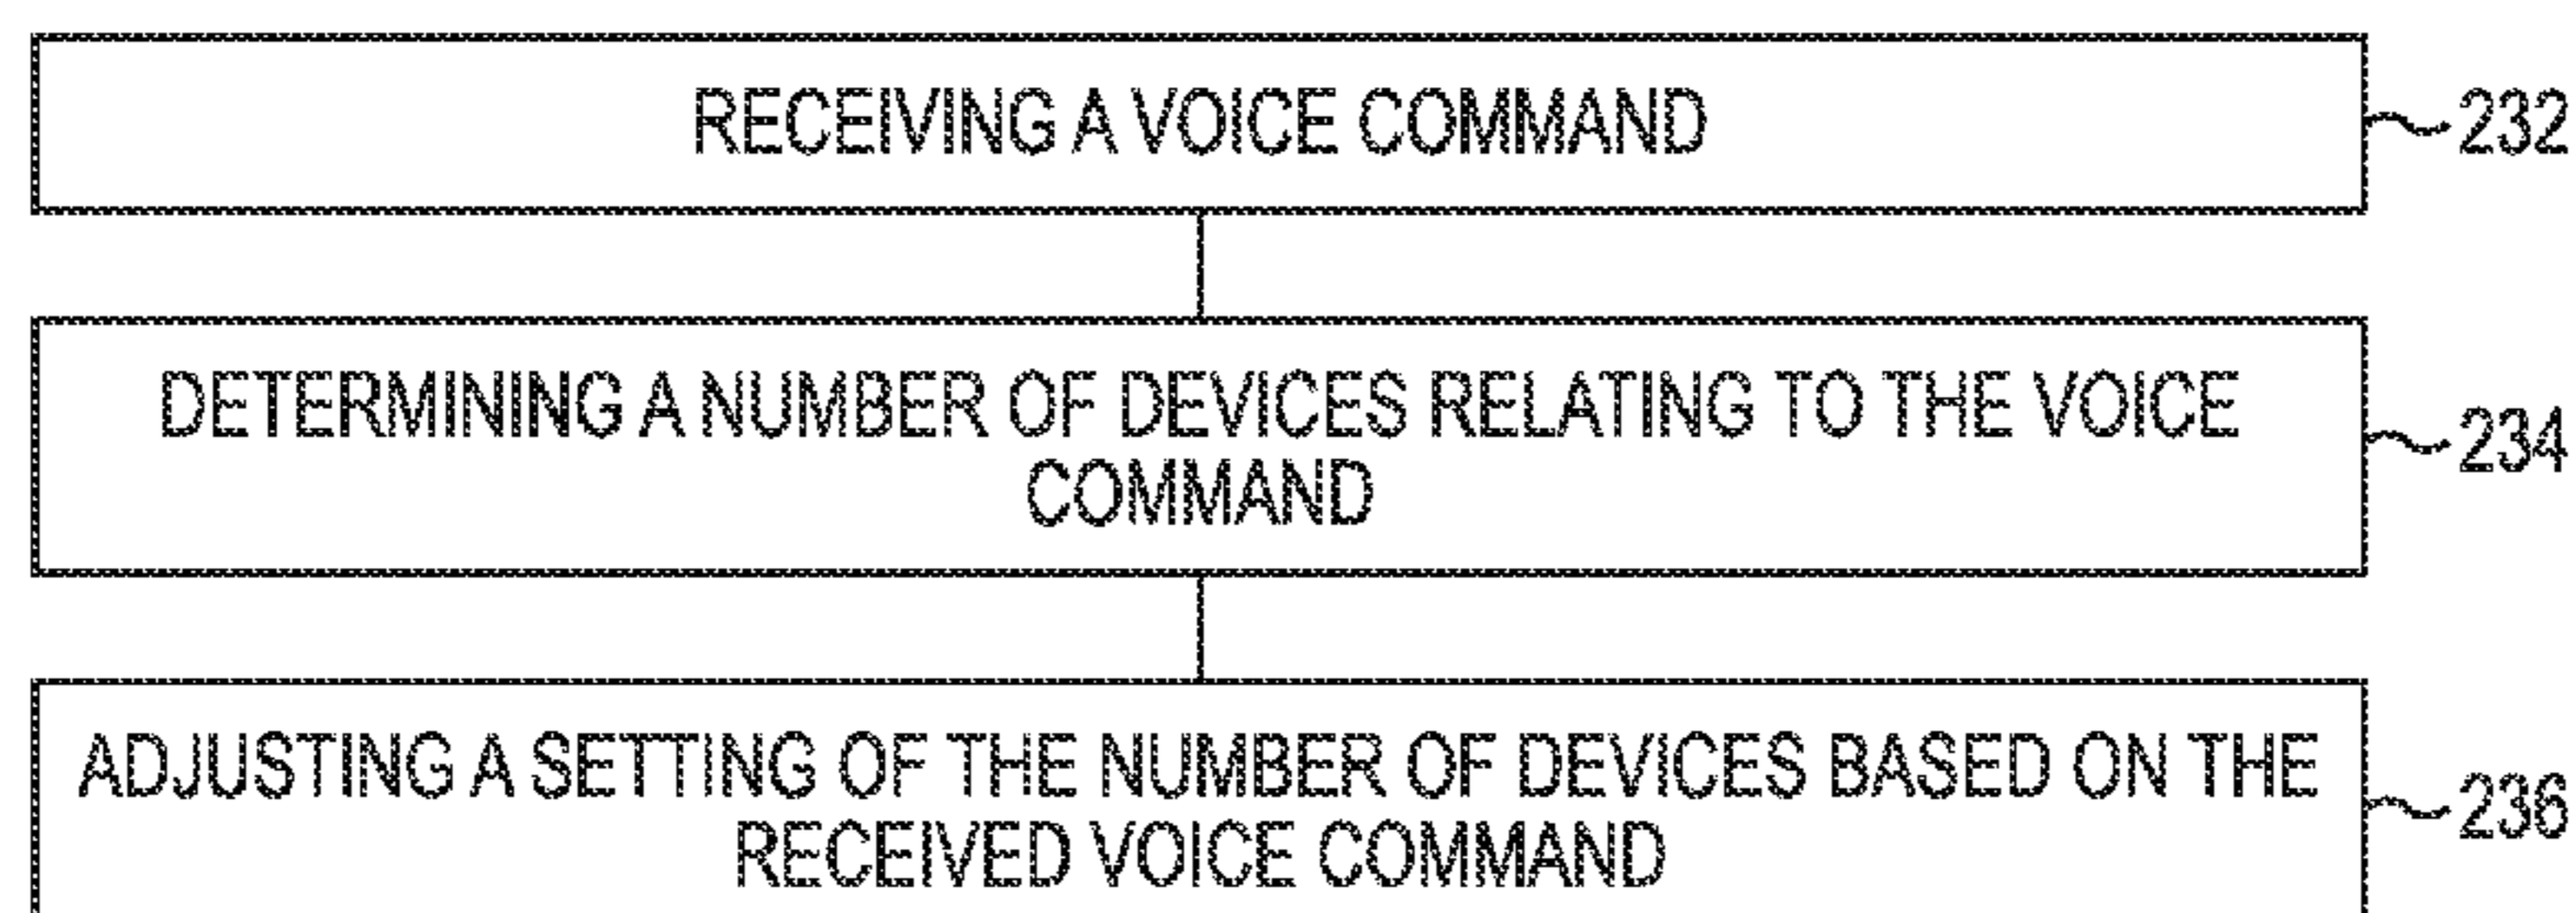 RECEIVING A VOICE COMMAND
232
DETERMINING A NUMBER OF DEVICES RELATING TO THE VOICE
COMMAND
234
ADJUSTING A SETTING OF THE NUMBER OF DEVICES BASED ON THE
RECEIVED VOICE COMMAND
236